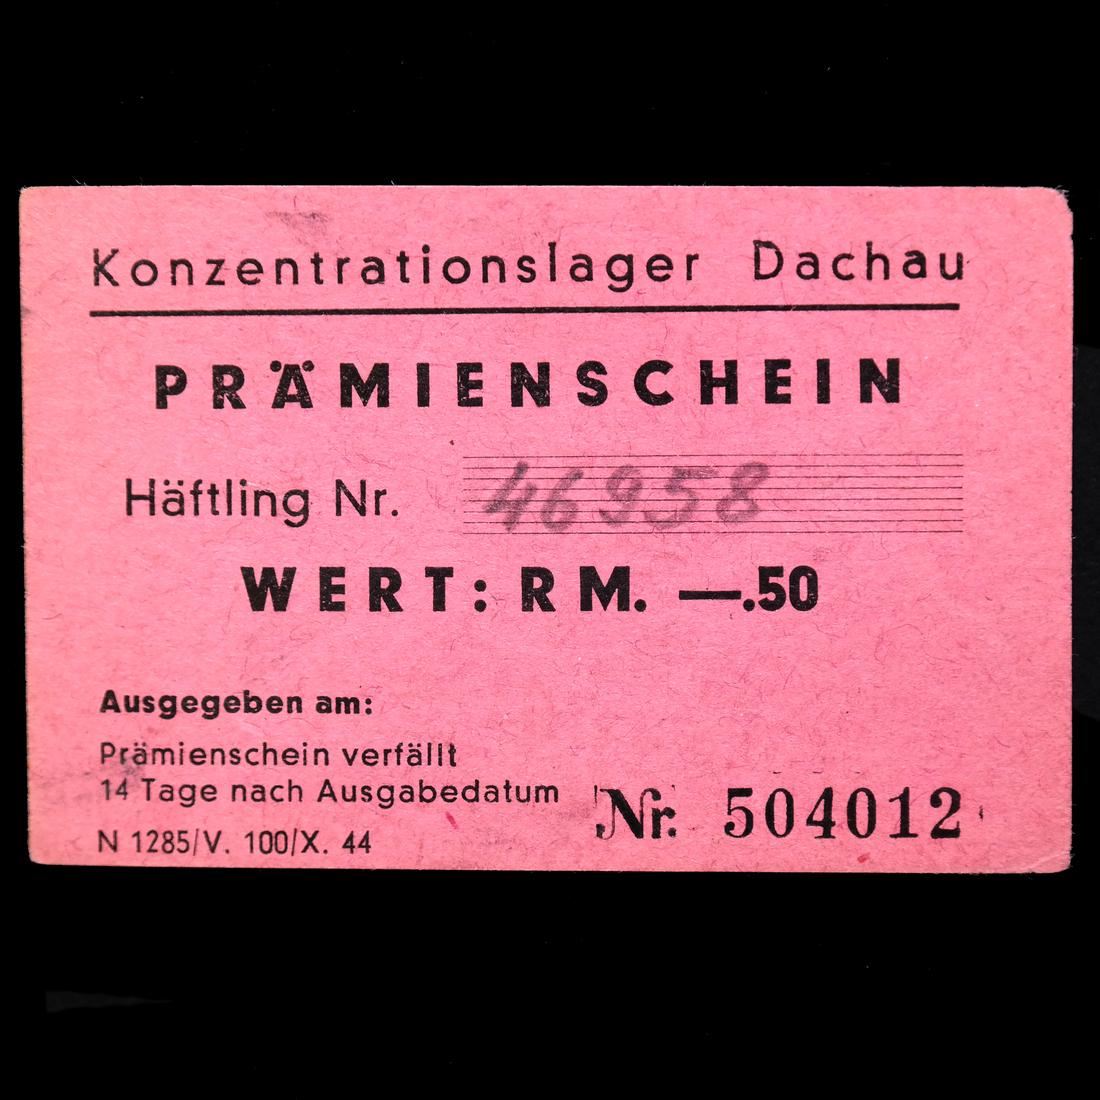 Konzentrationslager Dachau
PRÄMIENSCHEIN
Häftling Nr. 46958
WERT: RM. —.50
Ausgegeben am:
Prämienschein verfällt
14 Tage nach Ausgabedatum
N 1285/V. 100/X. 44
Nr. 504012